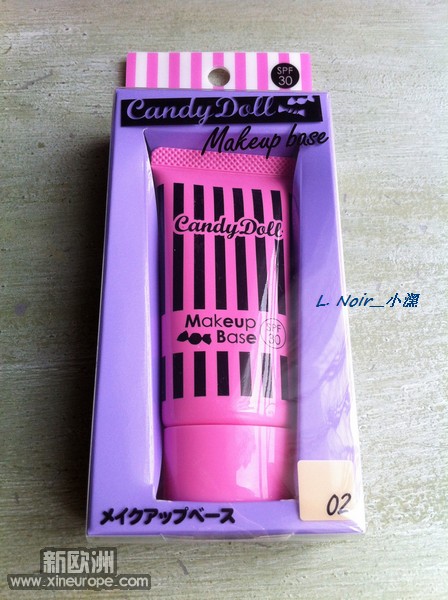 SPF
30
CandyDoll
Makeup base
CandyDoll
Makeup
Base
SPF
30
L. Noir_小潔
02
メイクアップベース
新欧洲
www.xineurope.com